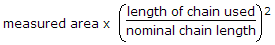 measured area x (length of chain used / nominal chain length)²